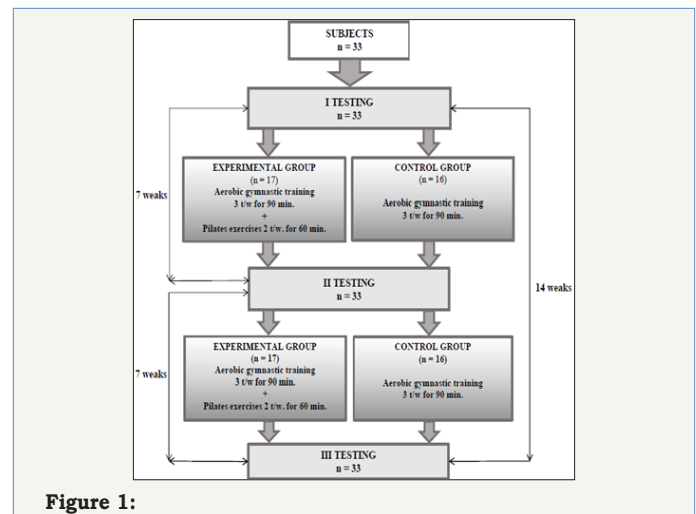 SUBJECTS
n = 33
I TESTING
n = 33
EXPERIMENTAL GROUP
(n = 17)
Aerobic gymnastic training
3 t/w for 90 min.
+
Pilates exercises 2 t/w. for 60 min.
CONTROL GROUP
(n = 16)
Aerobic gymnastic training
3 t/w for 90 min.
7 weaks
II TESTING
n = 33
14 weaks
EXPERIMENTAL GROUP
(n = 17)
Aerobic gymnastic training
3 t/w for 90 min.
+
Pilates exercises 2 t/w. for 60 min.
CONTROL GROUP
(n = 16)
Aerobic gymnastic training
3 t/w for 90 min.
7 weaks
III TESTING
n = 33
Figure 1: